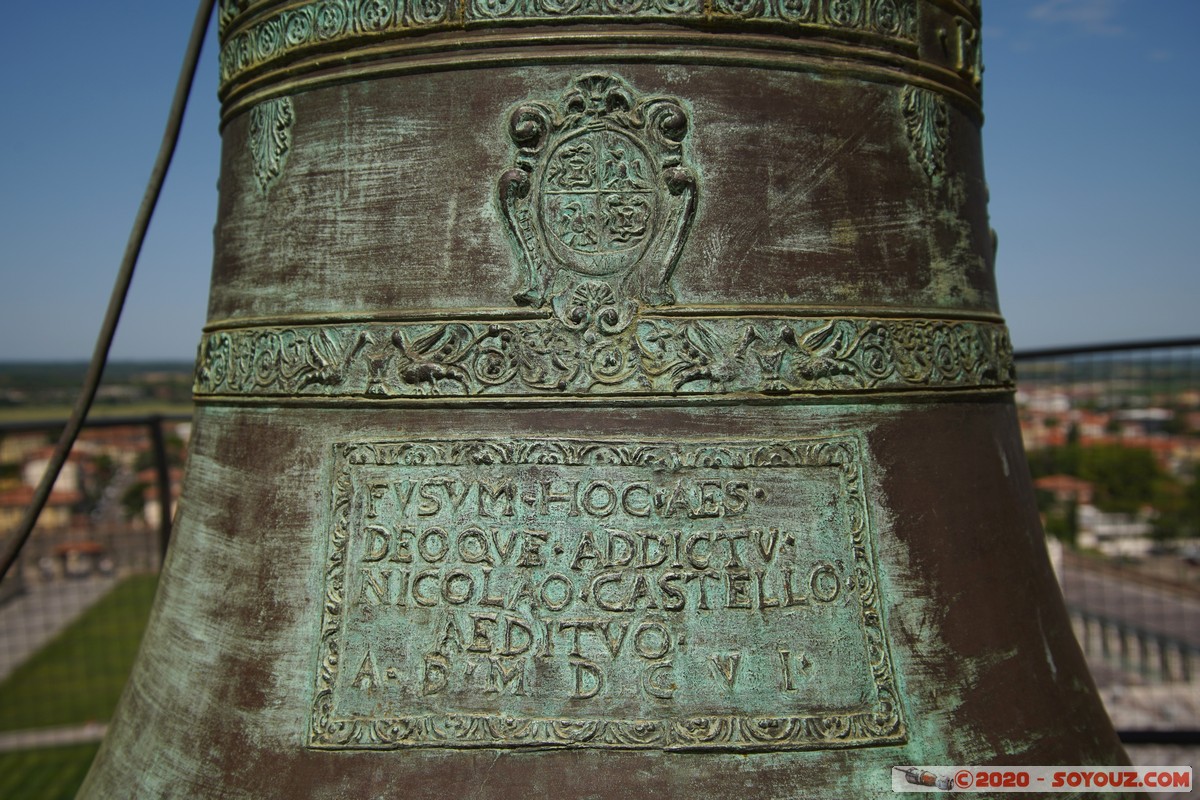 FVSVM·HOC·AES·
DEOQVE·ADDICTV·
NICOLAO·CASTELLO·
AEDITVO·
A·D·M D C V I·
©2020 - SOYOUZ.COM